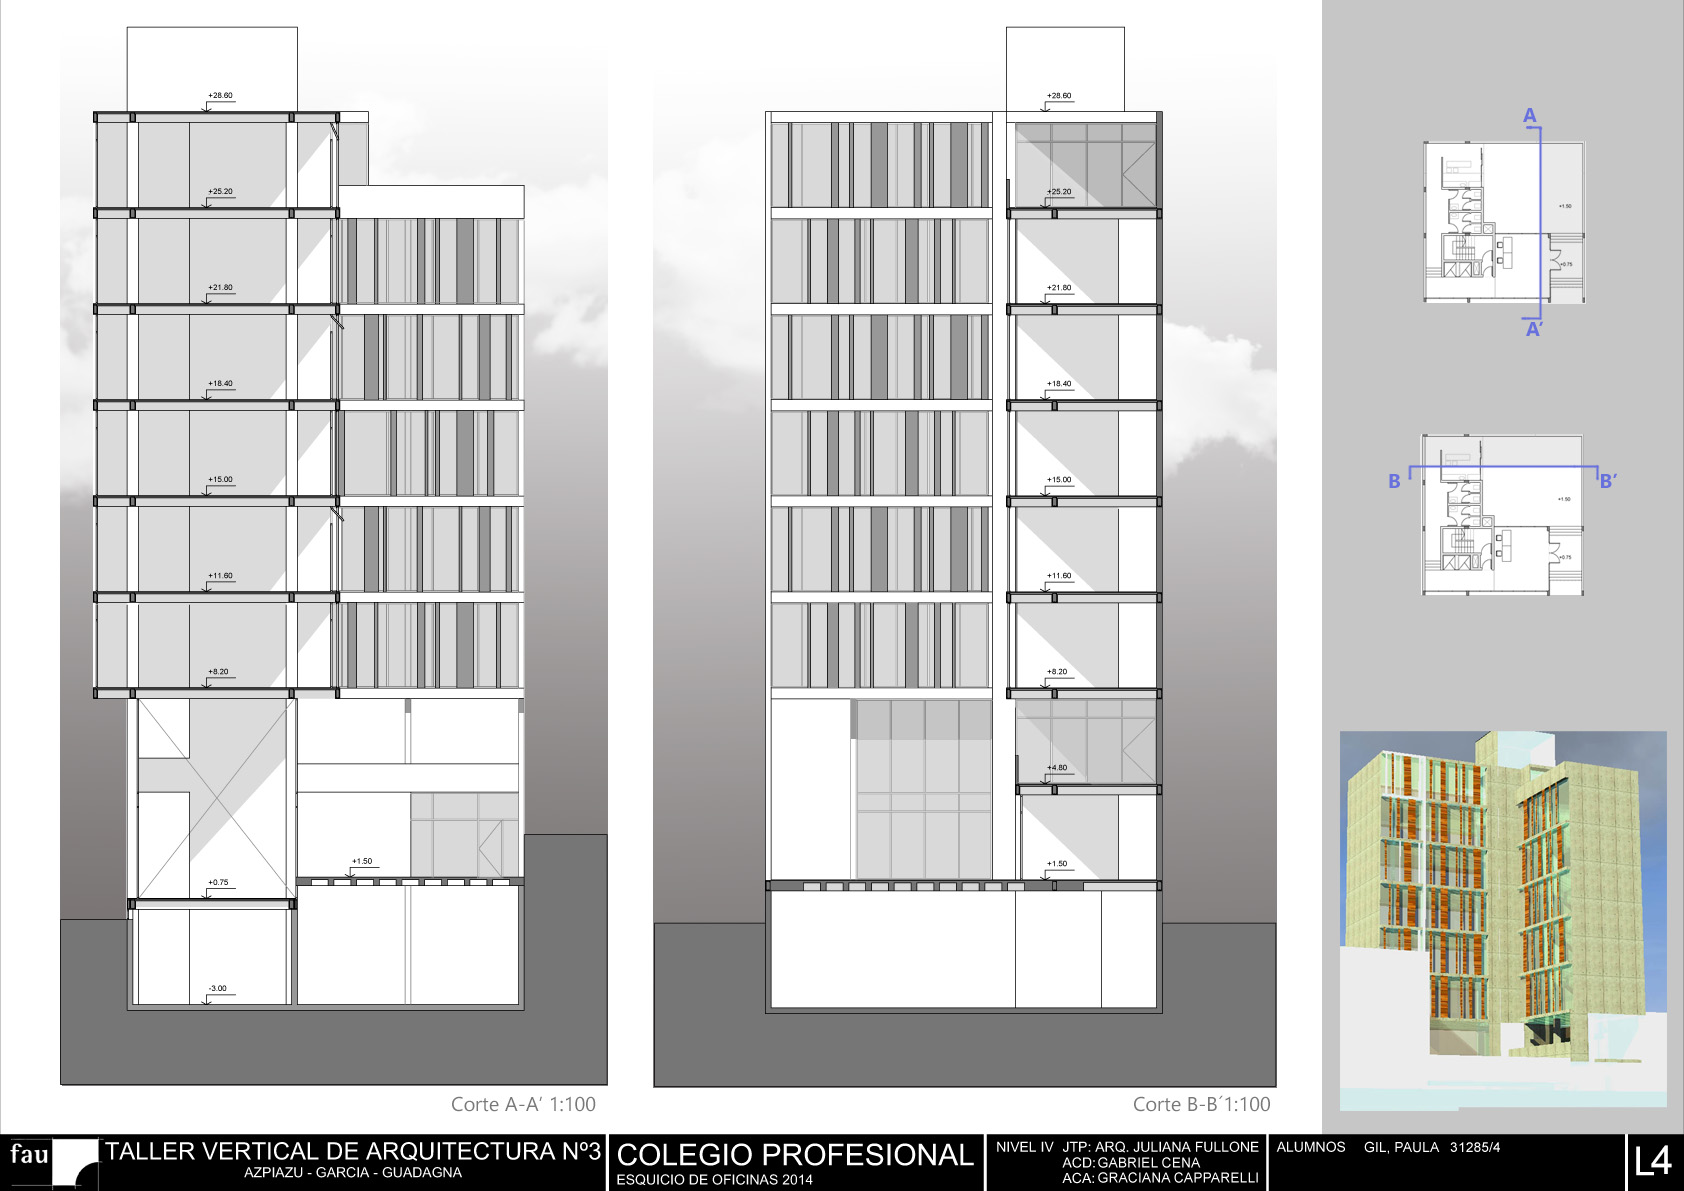 +28.60
+25.20
+21.80
+18.40
+15.00
+11.60
+8.20
+1.50
+0.75
-3.00
Corte A-A’ 1:100
+28.60
+25.20
+21.80
+18.40
+15.00
+11.60
+8.20
+4.80
+1.50
Corte B-B´1:100
A
+1.50
+0.75
A’
B
B’
+1.50
+0.75
fau
TALLER VERTICAL DE ARQUITECTURA Nº3
AZPIAZU - GARCIA - GUADAGNA
COLEGIO PROFESIONAL
ESQUICIO DE OFICINAS 2014
NIVEL IV JTP: ARQ. JULIANA FULLONE
ACD: GABRIEL CENA
ACA: GRACIANA CAPPARELLI
ALUMNOS GIL, PAULA 31285/4
L4